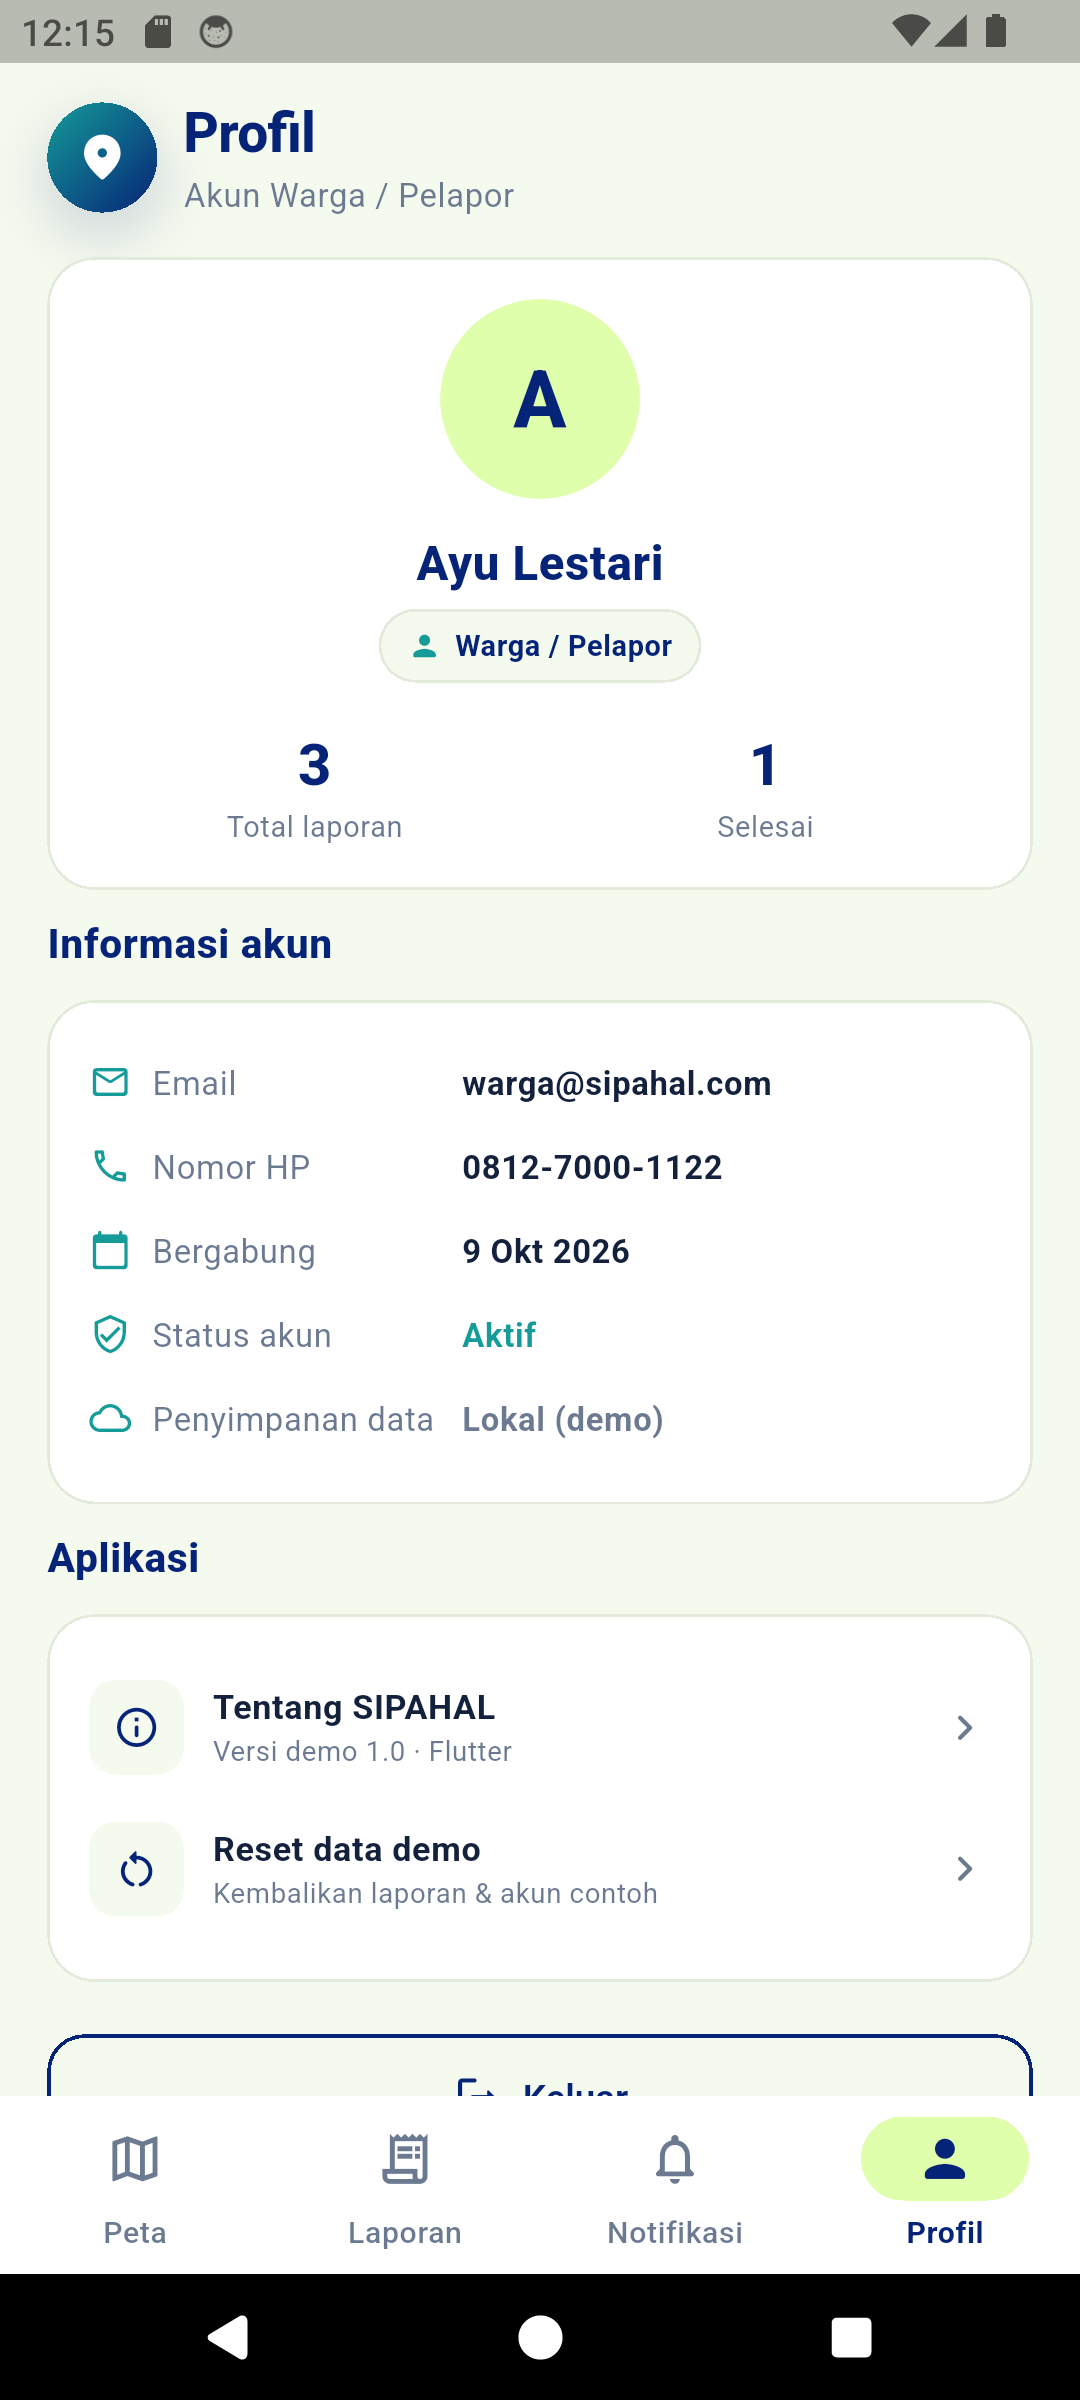 12:15
Profil
Akun Warga / Pelapor
A
Ayu Lestari
Warga / Pelapor
3
Total laporan
1
Selesai
Informasi akun
Email
warga@sipahal.com
Nomor HP
0812-7000-1122
Bergabung
9 Okt 2026
Status akun
Aktif
Penyimpanan data
Lokal (demo)
Aplikasi
Tentang SIPAHAL
Versi demo 1.0 · Flutter
Reset data demo
Kembalikan laporan & akun contoh
Keluar
Peta
Laporan
Notifikasi
Profil